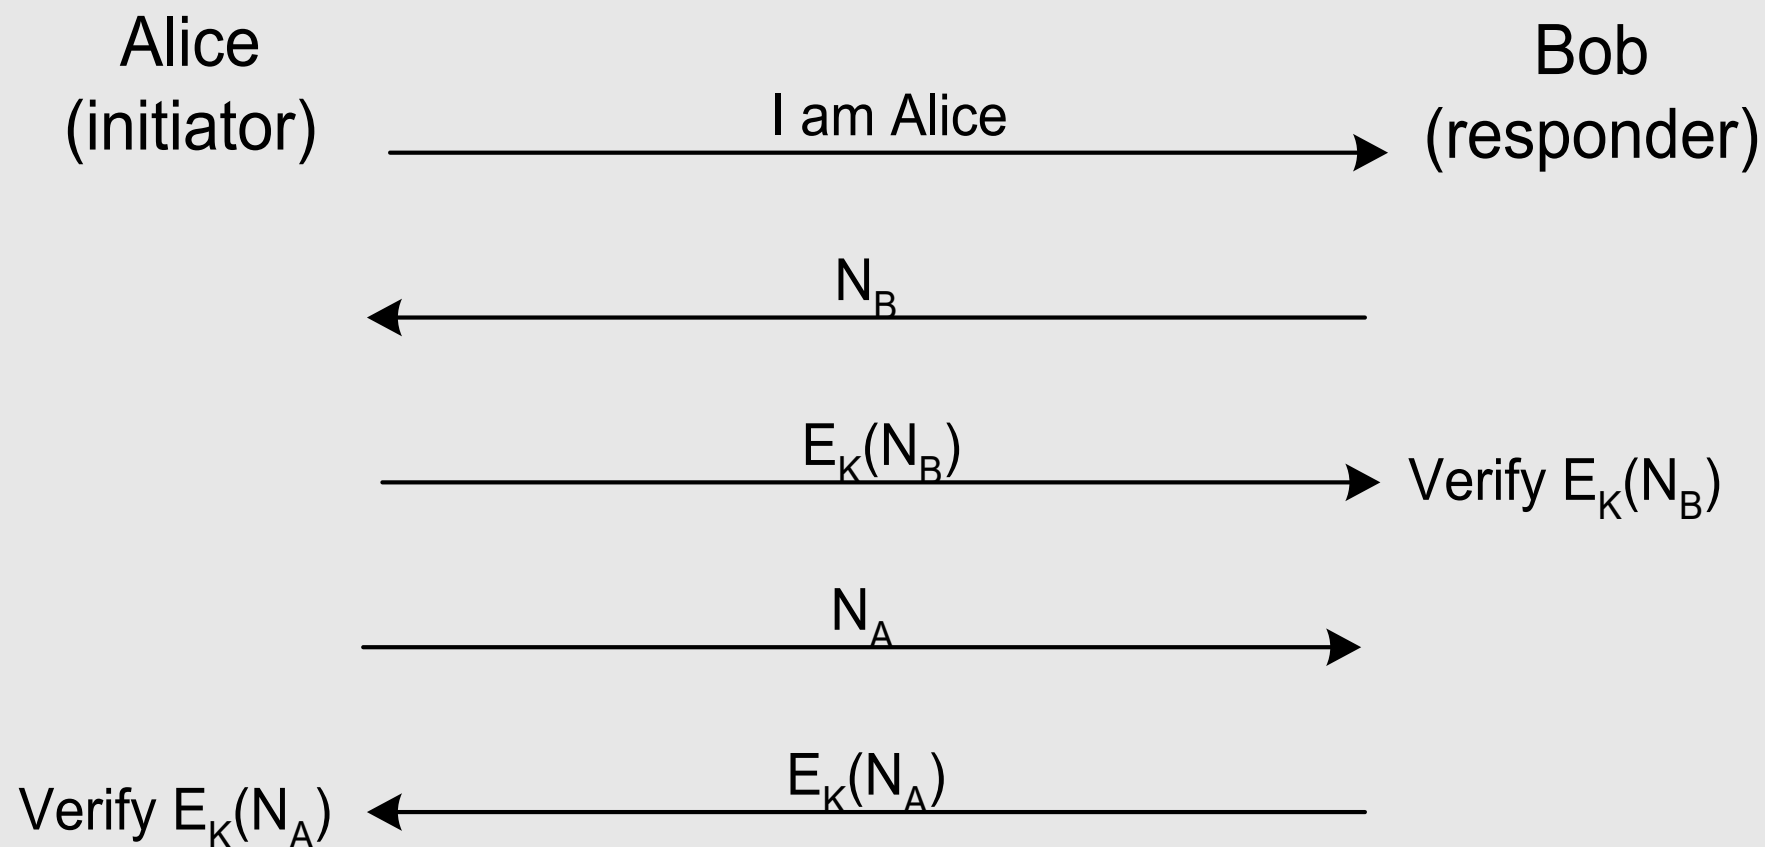 Alice
(initiator)
Bob
(responder)
I am Alice
N_B
E_K(N_B)
Verify E_K(N_B)
N_A
E_K(N_A)
Verify E_K(N_A)